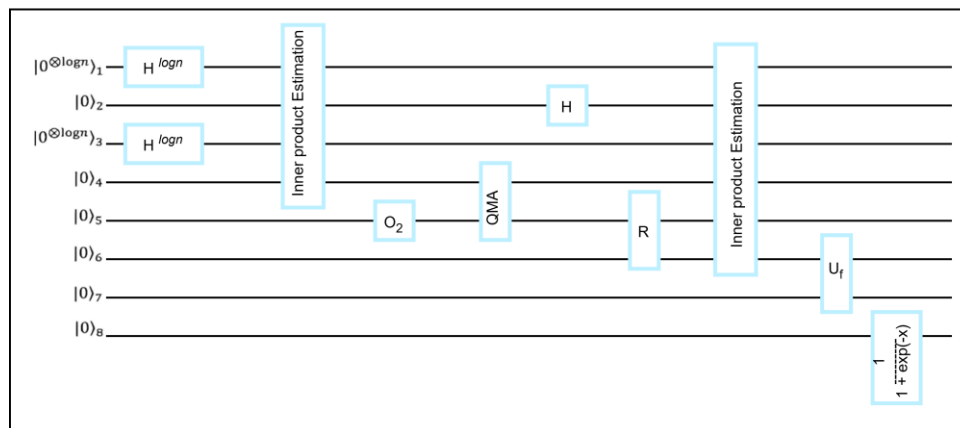 |0^{⊗logn}⟩₁
H^{logn}
Inner product Estimation
Inner product Estimation
|0⟩₂
H
|0^{⊗logn}⟩₃
H^{logn}
|0⟩₄
QMA
|0⟩₅
O₂
R
|0⟩₆
U_f
|0⟩₇
|0⟩₈
1
1 + exp(-x)